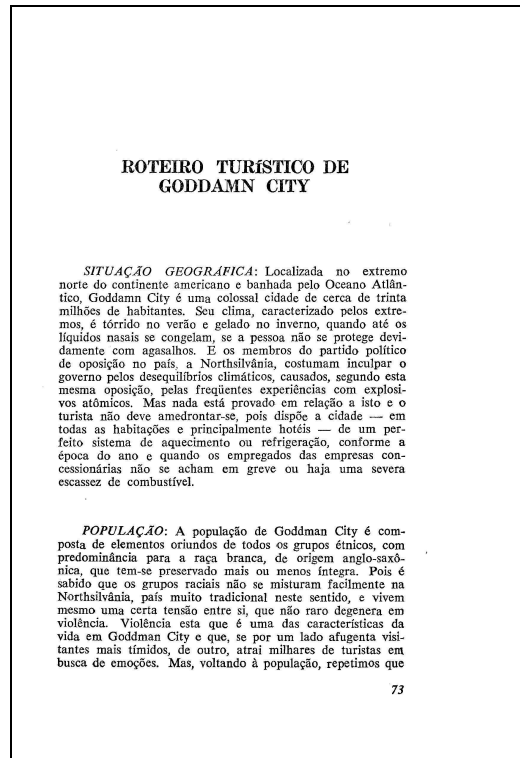 ROTEIRO TURÍSTICO DE
GODDAMN CITY
SITUAÇÃO GEOGRÁFICA: Localizada no extremo
norte do continente americano e banhada pelo Oceano Atlân-
tico, Goddamn City é uma colossal cidade de cerca de trinta
milhões de habitantes. Seu clima, caracterizado pelos extre-
mos, é tórrido no verão e gelado no inverno, quando até os
líquidos nasais se congelam, se a pessoa não se protege devi-
damente com agasalhos. E os membros do partido político
de oposição no país, a Northsilvânia, costumam inculpar o
governo pelos desequilíbrios climáticos, causados, segundo esta
mesma oposição, pelas freqüentes experiências com explosi-
vos atômicos. Mas nada está provado em relação a isto e o
turista não deve amedrontar-se, pois dispõe a cidade — em
todas as habitações e principalmente hotéis — de um per-
feito sistema de aquecimento ou refrigeração, conforme a
época do ano e quando os empregados das empresas con-
cessionárias não se acham em greve ou haja uma severa
escassez de combustível.
POPULAÇÃO: A população de Goddman City é com-
posta de elementos oriundos de todos os grupos étnicos, com
predominância para a raça branca, de origem anglo-saxô-
nica, que tem-se preservado mais ou menos íntegra. Pois é
sabido que os grupos raciais não se misturam facilmente na
Northsilvânia, país muito tradicional neste sentido, e vivem
mesmo uma certa tensão entre si, que não raro degenera em
violência. Violência esta que é uma das características da
vida em Goddman City e que, se por um lado afugenta visi-
tantes mais tímidos, de outro, atrai milhares de turistas em
busca de emoções. Mas, voltando à população, repetimos que
73